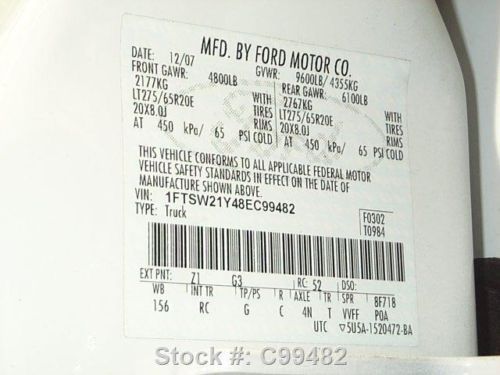 MFD. BY FORD MOTOR CO.
DATE: 12/07 GVWR: 9600LB/ 4355KG
FRONT GAWR: 4800LB REAR GAWR: 6100LB
2177KG WITH 2767KG WITH
LT275/65R20E TIRES LT275/65R20E TIRES
20X8.0J RIMS 20X8.0J RIMS
AT 450 kPa/ 65 PSI COLD AT 450 kPa/ 65 PSI COLD
THIS VEHICLE CONFORMS TO ALL APPLICABLE FEDERAL MOTOR
VEHICLE SAFETY STANDARDS IN EFFECT ON THE DATE OF
MANUFACTURE SHOWN ABOVE.
VIN: 1FTSW21Y48EC99482 F0302
TYPE: Truck T0984
EXT PNT: Z1 G3 RC: 52 DSO:
WB INT TR TP/PS R AXLE TR SPR 8F718
156 RC G C 4N T VVFF POA
UTC ▽5U5A-1520472-BA
Stock #: C99482